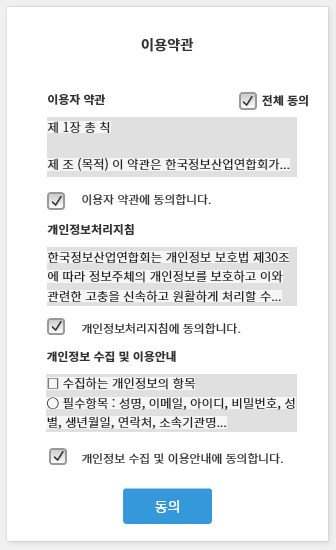 이용약관
이용자 약관
전체 동의
제 1장 총 칙
제 조 (목적) 이 약관은 한국정보산업연합회가...
이용자 약관에 동의합니다.
개인정보처리지침
한국정보산업연합회는 개인정보 보호법 제30조
에 따라 정보주체의 개인정보를 보호하고 이와
관련한 고충을 신속하고 원활하게 처리할 수...
개인정보처리지침에 동의합니다.
개인정보 수집 및 이용안내
□ 수집하는 개인정보의 항목
○ 필수항목 : 성명, 이메일, 아이디, 비밀번호, 성
별, 생년월일, 연락처, 소속기관명...
개인정보 수집 및 이용안내에 동의합니다.
동의